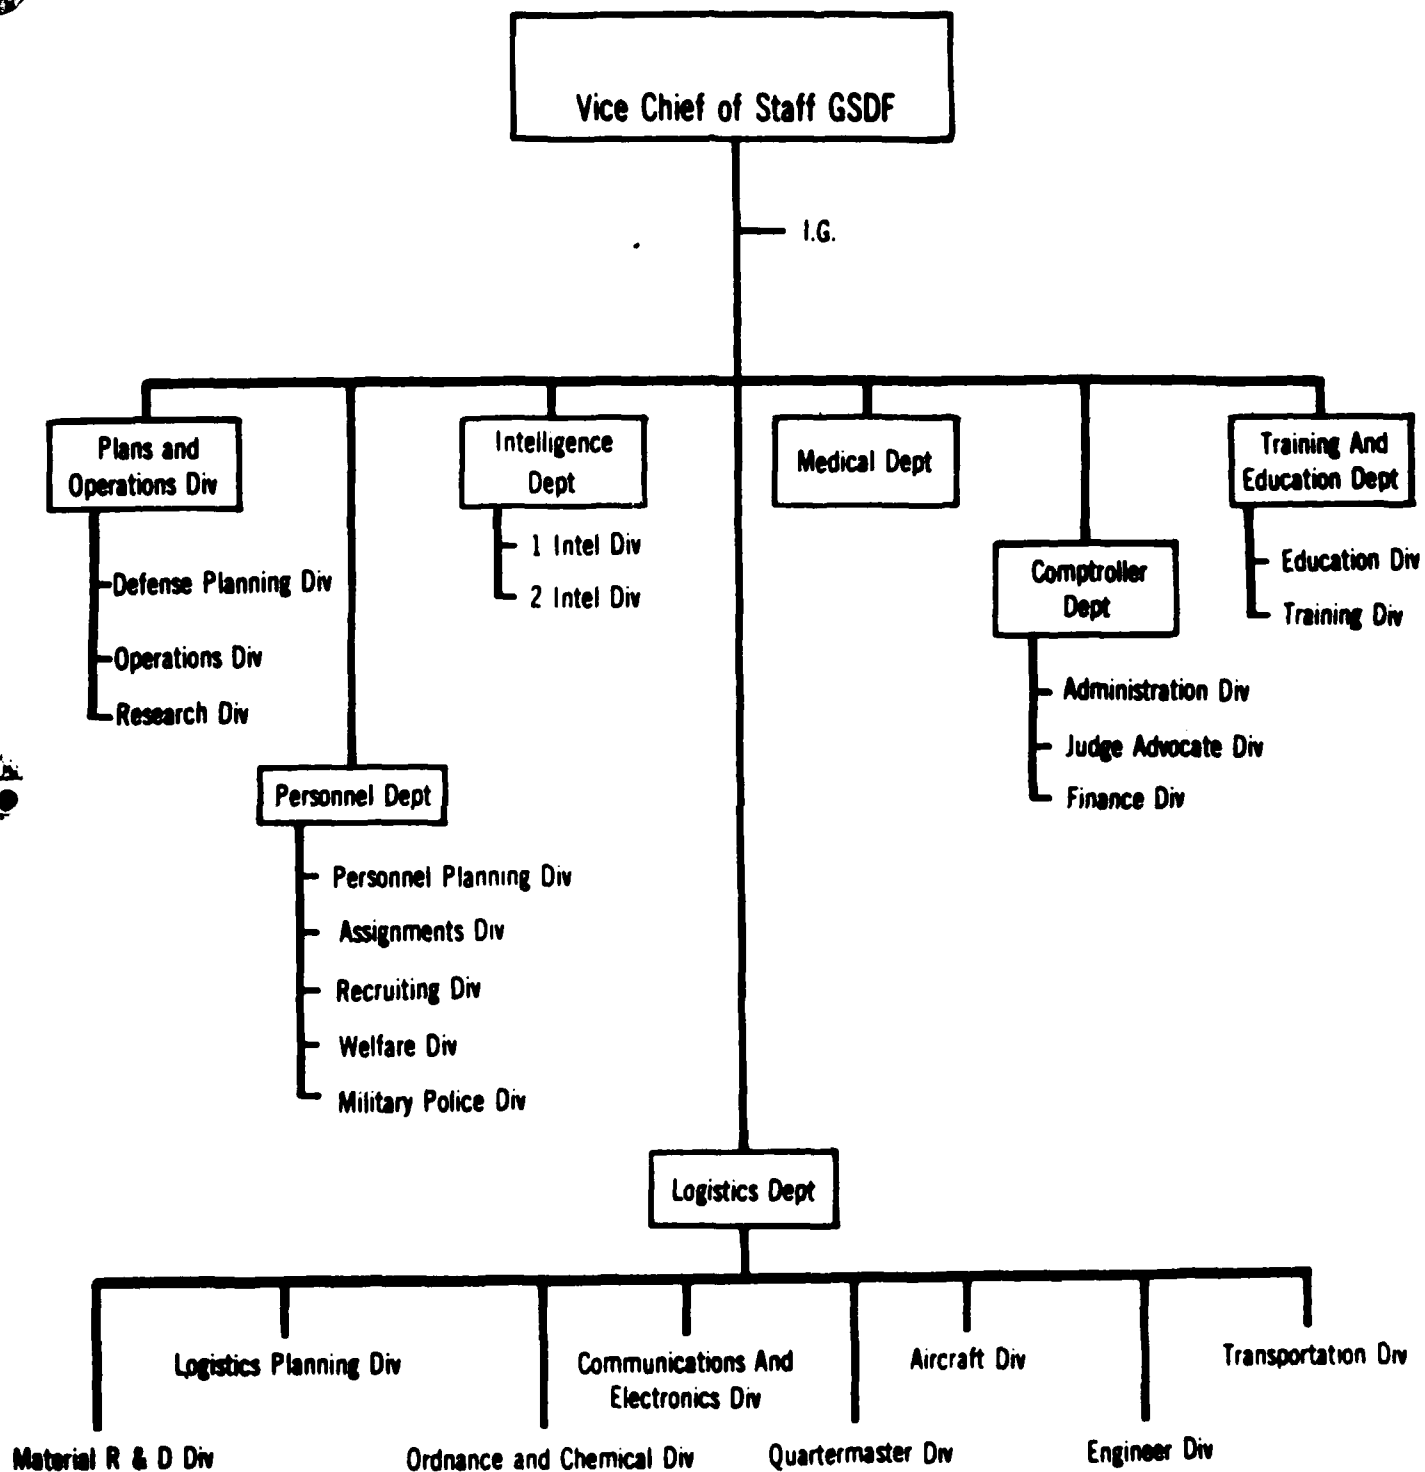 Vice Chief of Staff GSDF
I.G.
Plans and
Operations Div
Defense Planning Div
Operations Div
Research Div
Personnel Dept
Personnel Planning Div
Assignments Div
Recruiting Div
Welfare Div
Military Police Div
Intelligence
Dept
1 Intel Div
2 Intel Div
Medical Dept
Comptroller
Dept
Administration Div
Judge Advocate Div
Finance Div
Training And
Education Dept
Education Div
Training Div
Logistics Dept
Material R & D Div
Logistics Planning Div
Ordnance and Chemical Div
Communications And
Electronics Div
Quartermaster Div
Aircraft Div
Engineer Div
Transportation Div